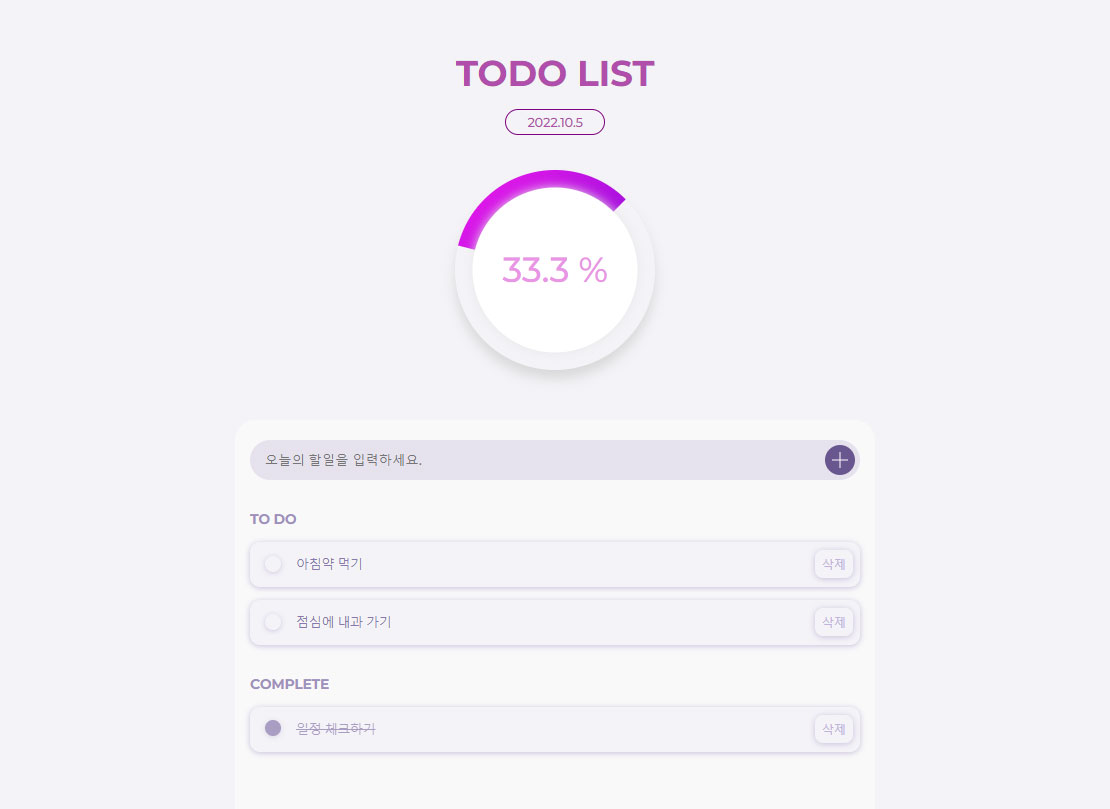 TODO LIST
2022.10.5
33.3 %
오늘의 할일을 입력하세요.
TO DO
아침약 먹기
삭제
점심에 내과 가기
삭제
COMPLETE
일정 체크하기
삭제